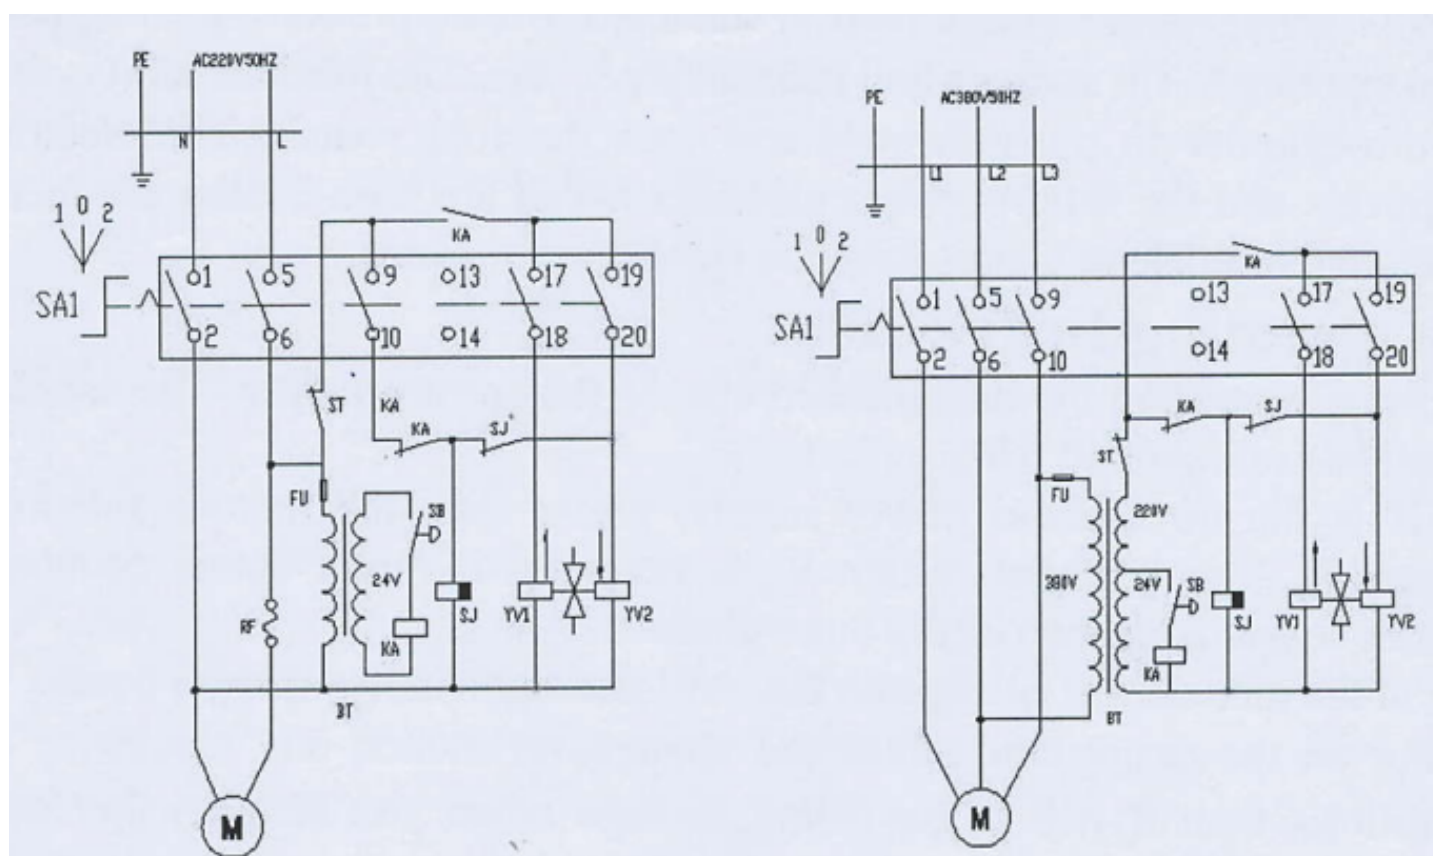 PE
AC220V50HZ
N
L
1 0 2
KA
1
5
9
13
17
19
SA1
2
6
10
14
18
20
ST
KA
KA
SJ
FU
SB
24V
RF
KA
SJ
YV1
YV2
BT
M
PE
AC380V50HZ
L1
L2
L3
1 0 2
KA
1
5
9
13
17
19
SA1
2
6
10
14
18
20
KA
SJ
ST
FU
220V
380V
24V
SB
KA
SJ
YV1
YV2
BT
M